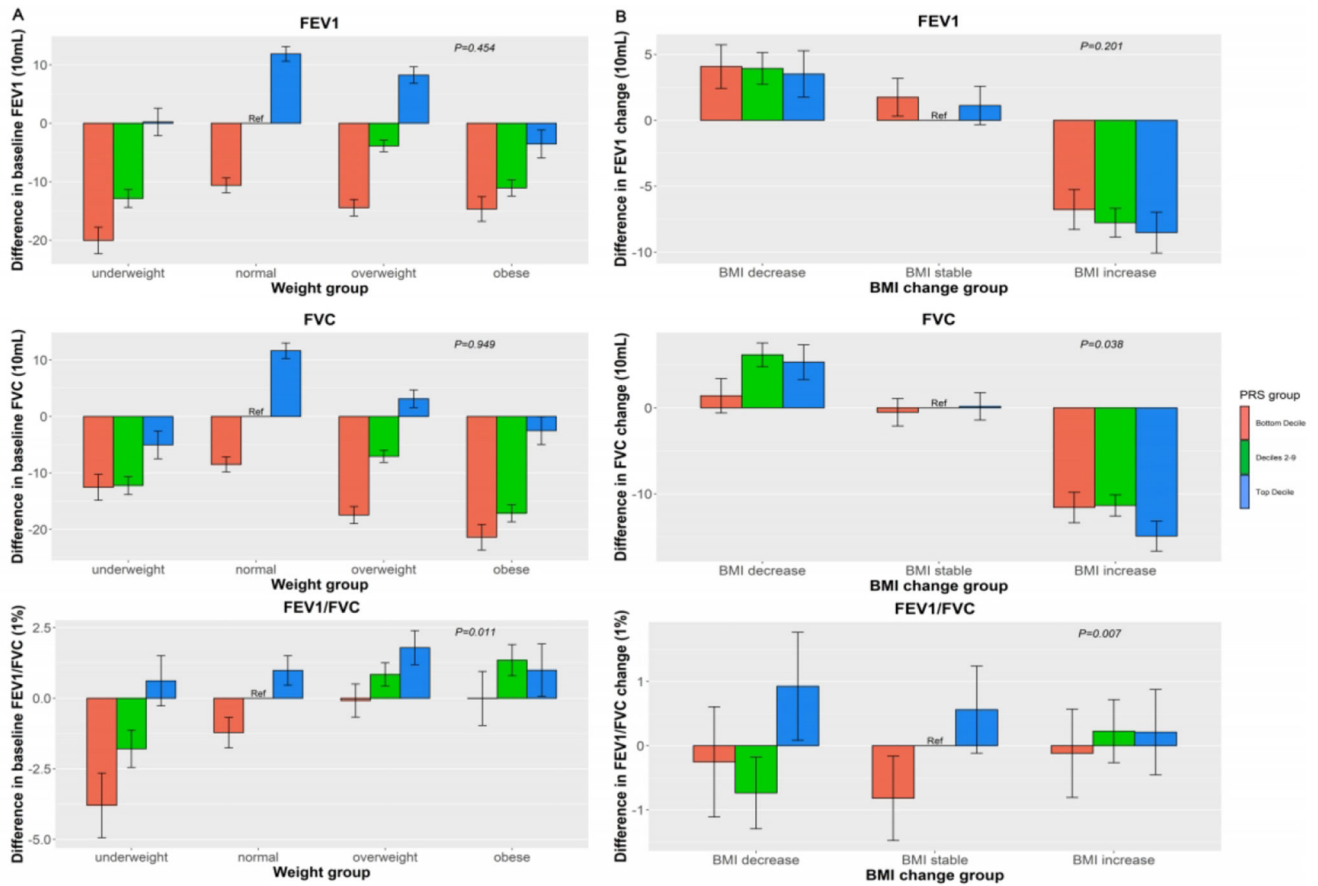 A
FEV1
Difference in baseline FEV1 (10mL)
10
0
-10
-20
P=0.454
Ref
underweight
normal
overweight
obese
Weight group
FVC
Difference in baseline FVC (10mL)
10
0
-10
-20
P=0.949
Ref
underweight
normal
overweight
obese
Weight group
FEV1/FVC
Difference in baseline FEV1/FVC (1%)
2.5
0.0
-2.5
-5.0
P=0.011
Ref
underweight
normal
overweight
obese
Weight group
B
FEV1
Difference in FEV1 change (10mL)
5
0
-5
-10
P=0.201
Ref
BMI decrease
BMI stable
BMI increase
BMI change group
FVC
Difference in FVC change (10mL)
0
-10
P=0.038
Ref
BMI decrease
BMI stable
BMI increase
BMI change group
FEV1/FVC
Difference in FEV1/FVC change (1%)
1
0
-1
P=0.007
Ref
BMI decrease
BMI stable
BMI increase
BMI change group
PRS group
Bottom Decile
Deciles 2-9
Top Decile